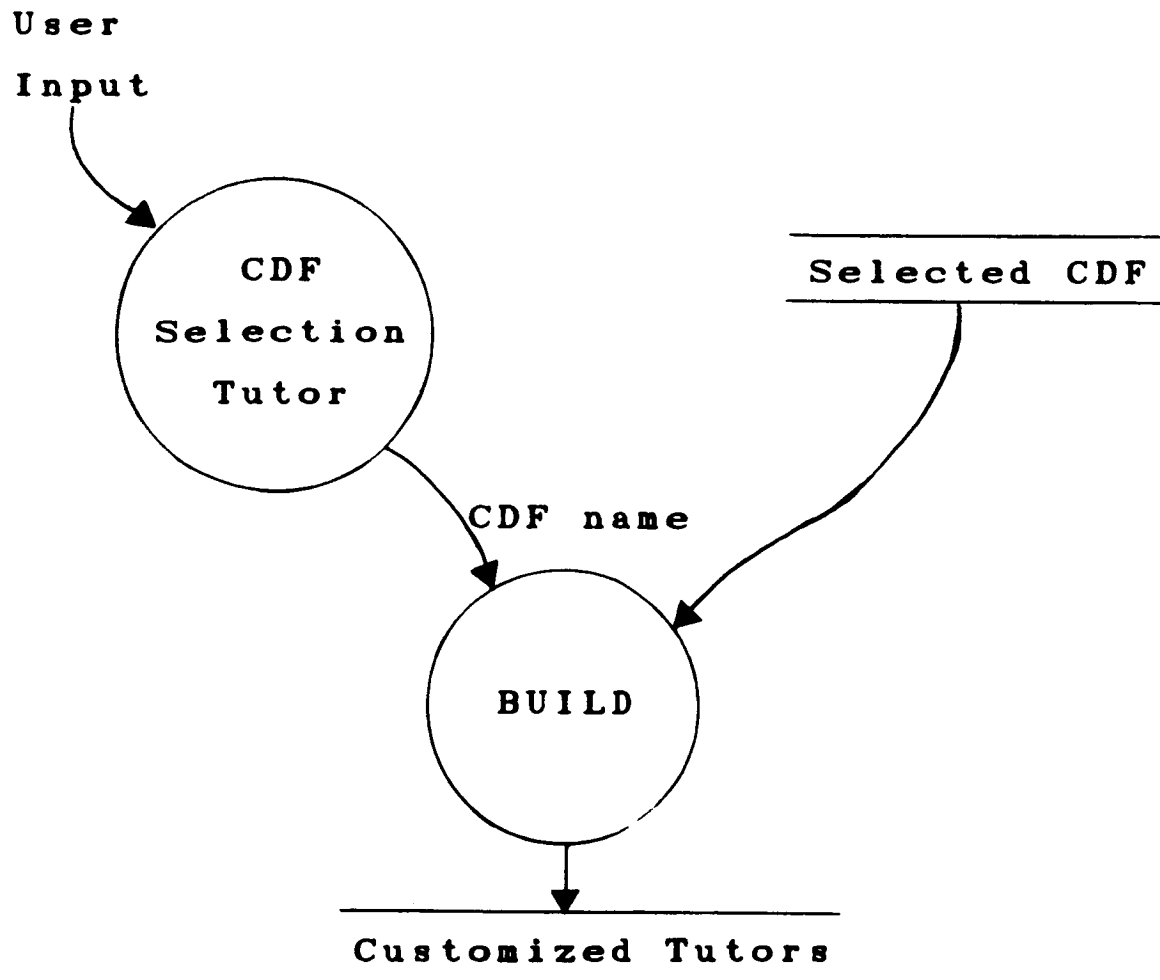 User
Input
CDF
Selection
Tutor
Selected CDF
CDF name
BUILD
Customized Tutors